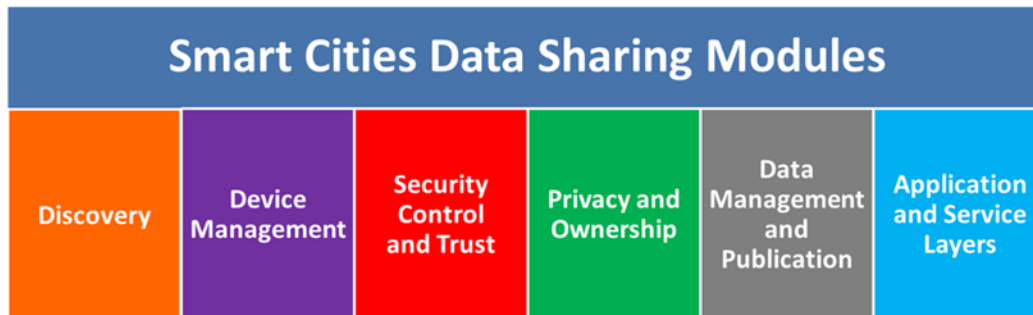 Smart Cities Data Sharing Modules
Discovery
Device
Management
Security
Control
and Trust
Privacy and
Ownership
Data
Management
and
Publication
Application
and Service
Layers